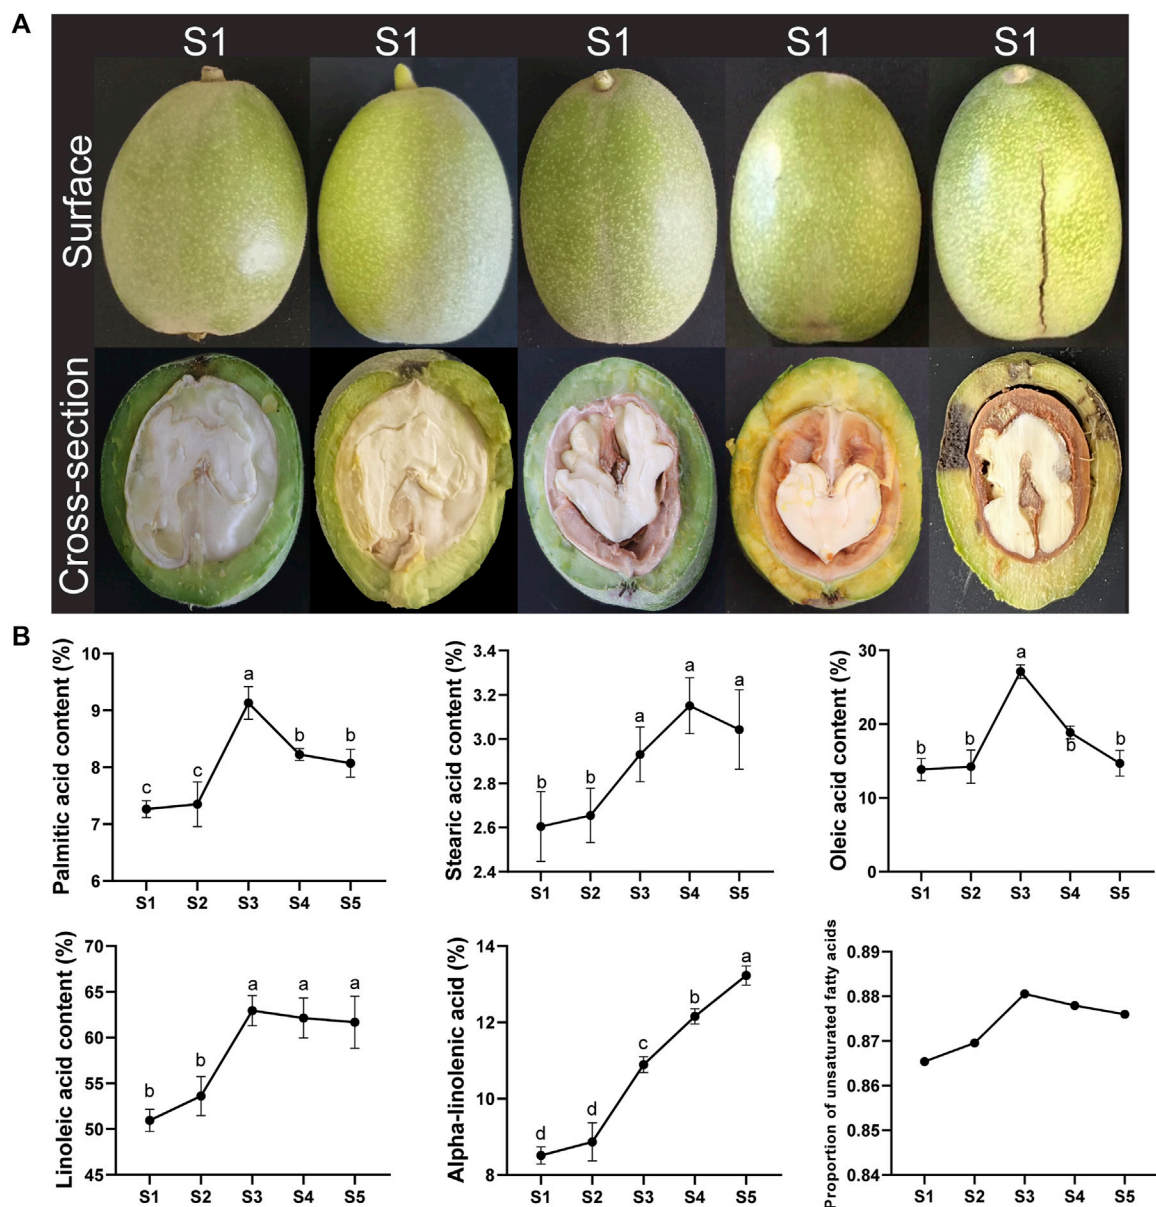 A
S1 S1 S1 S1 S1
Surface
Cross-section
B
Palmitic acid content (%)
10
9
8
7
6
c c a b b
S1 S2 S3 S4 S5
Stearic acid content (%)
3.4
3.2
3.0
2.8
2.6
2.4
b b a a a
S1 S2 S3 S4 S5
Oleic acid content (%)
30
20
10
0
b b a b b
S1 S2 S3 S4 S5
Linoleic acid content (%)
70
65
60
55
50
45
b b a a a
S1 S2 S3 S4 S5
Alpha-linolenic acid (%)
14
12
10
8
d d c b a
S1 S2 S3 S4 S5
Proportion of unsaturated fatty acids
0.89
0.88
0.87
0.86
0.85
0.84
S1 S2 S3 S4 S5